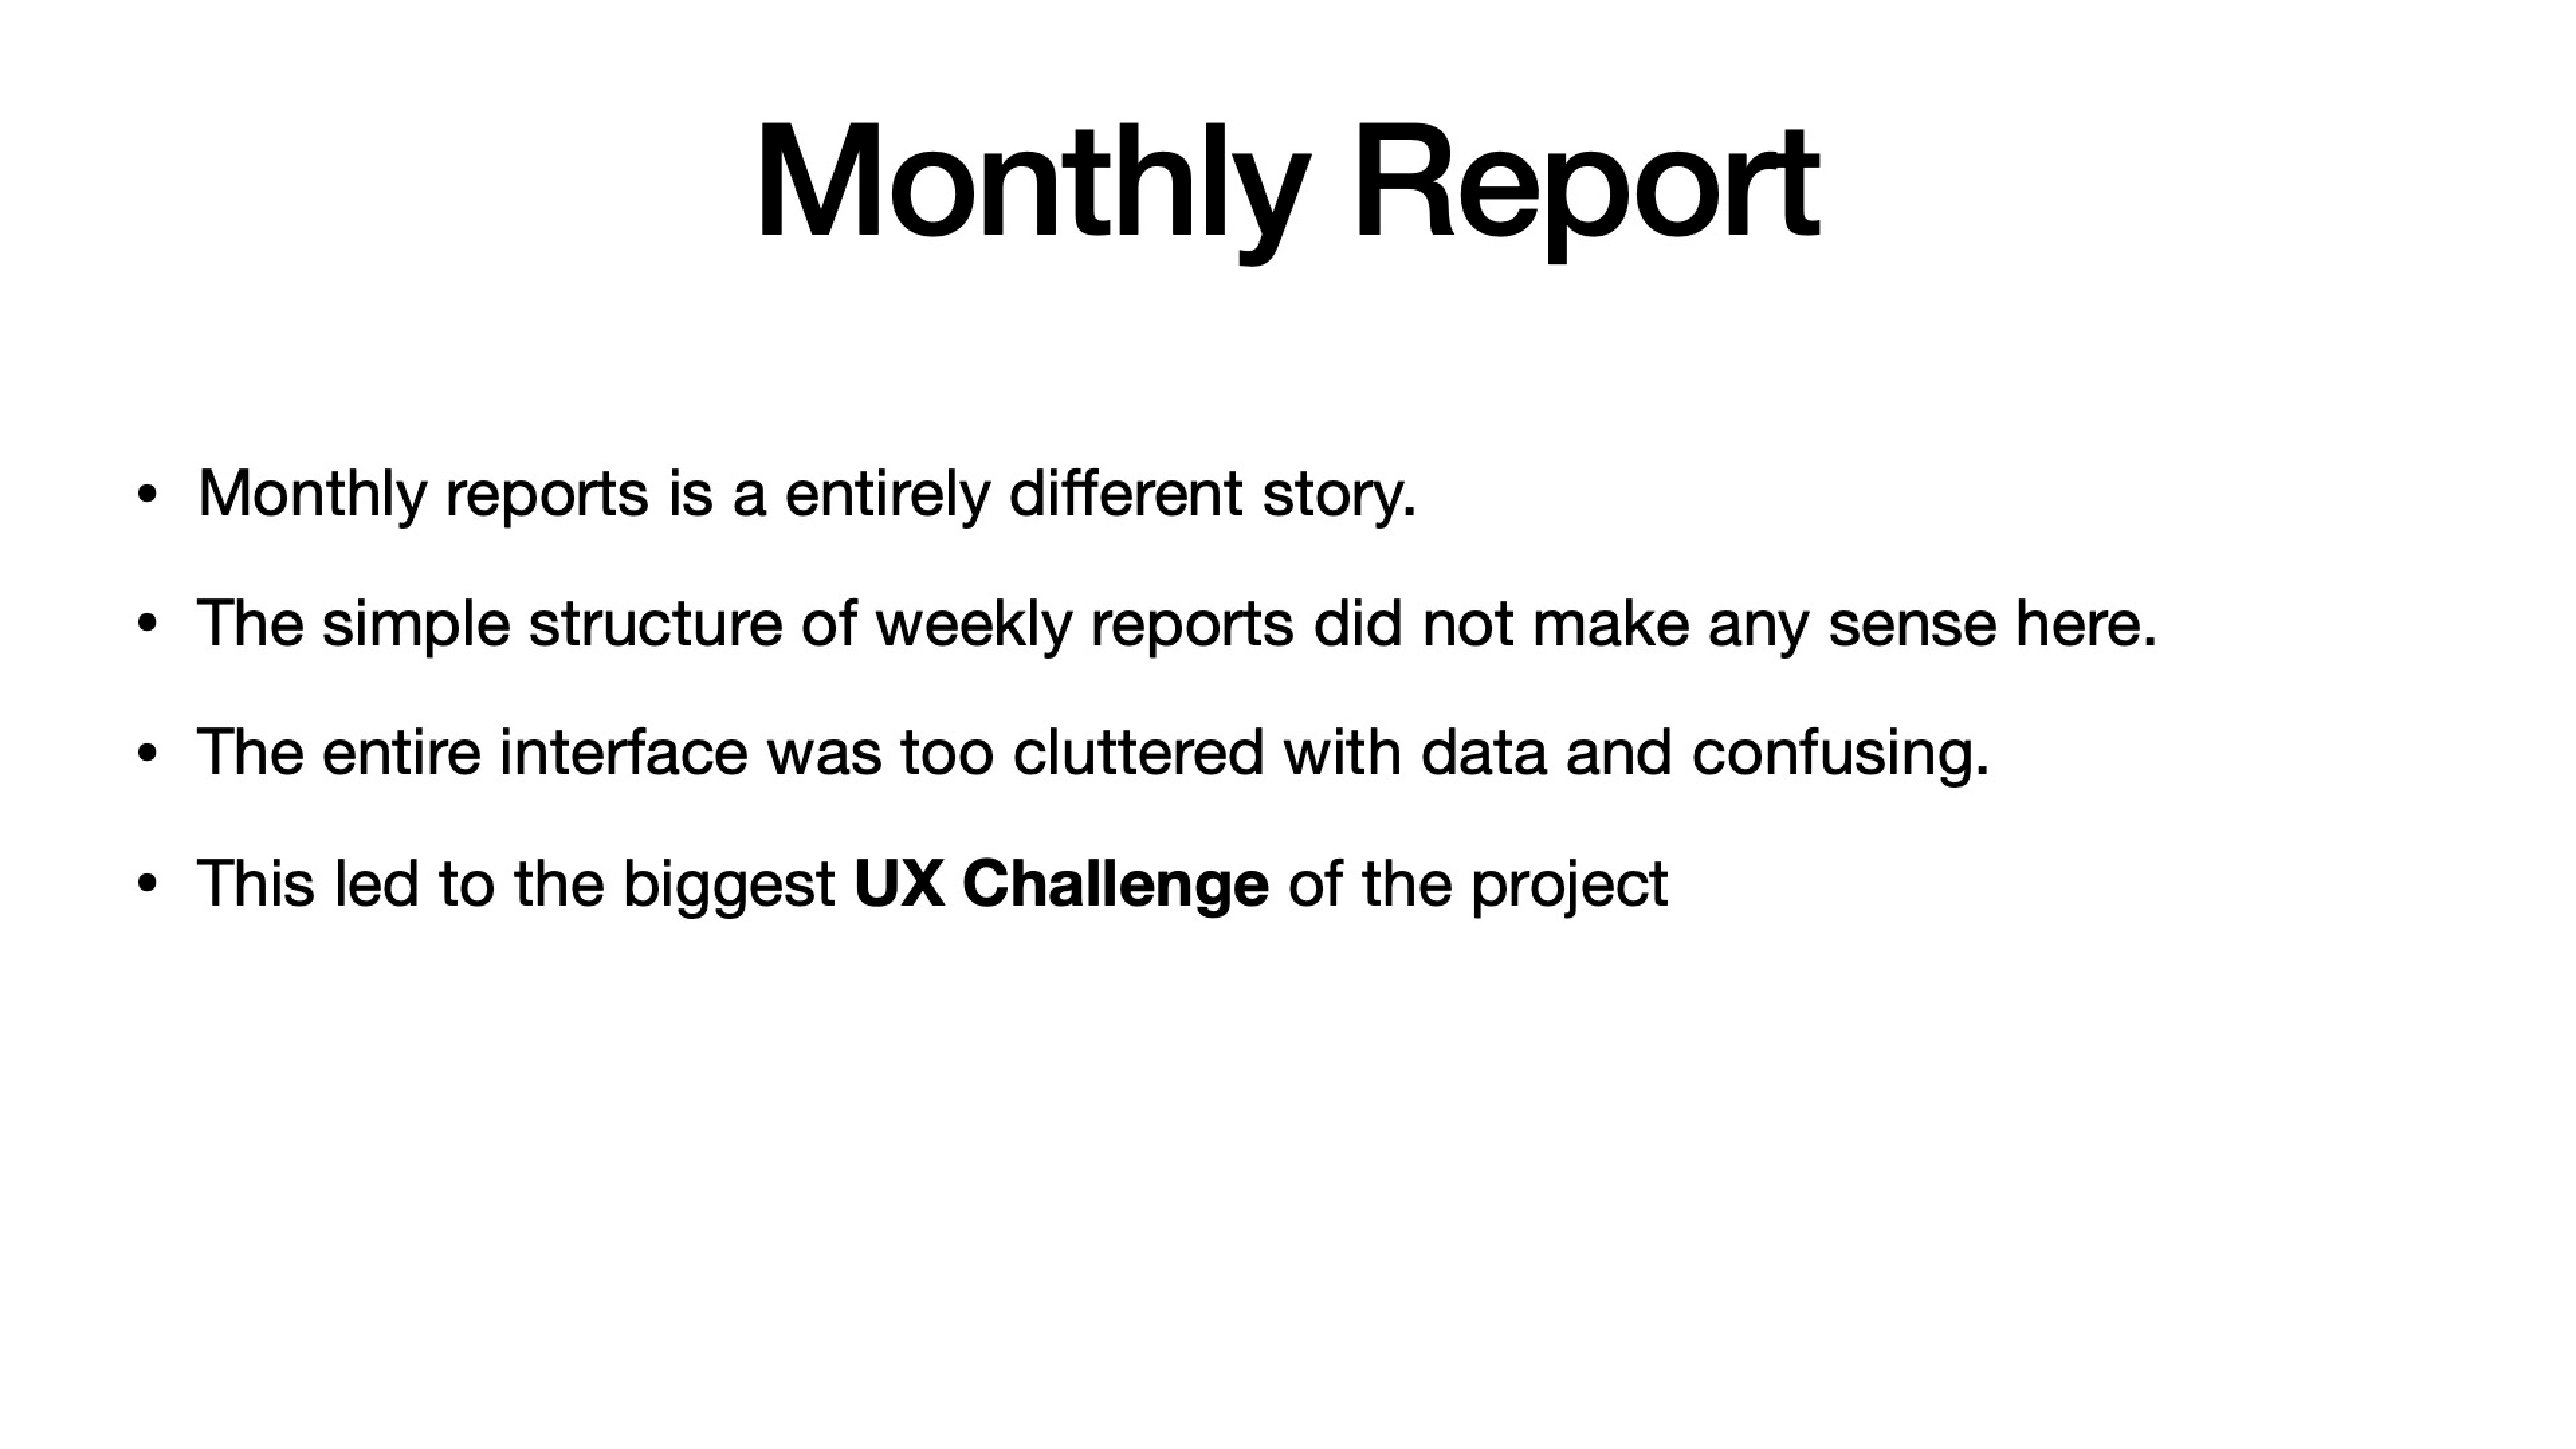 Monthly Report
• Monthly reports is a entirely different story.
• The simple structure of weekly reports did not make any sense here.
• The entire interface was too cluttered with data and confusing.
• This led to the biggest UX Challenge of the project